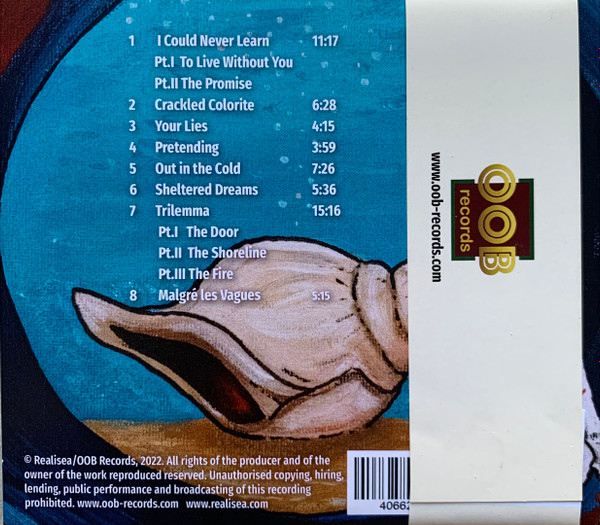 1 I Could Never Learn 11:17
Pt.I To Live Without You
Pt.II The Promise
2 Crackled Colorite 6:28
3 Your Lies 4:15
4 Pretending 3:59
5 Out in the Cold 7:26
6 Sheltered Dreams 5:36
7 Trilemma 15:16
Pt.I The Door
Pt.II The Shoreline
Pt.III The Fire
8 Malgré les Vagues 5:15
© Realisea/OOB Records, 2022. All rights of the producer and of the
owner of the work reproduced reserved. Unauthorised copying, hiring,
lending, public performance and broadcasting of this recording
prohibited. www.oob-records.com www.realisea.com
40662
OOB
records
www.oob-records.com